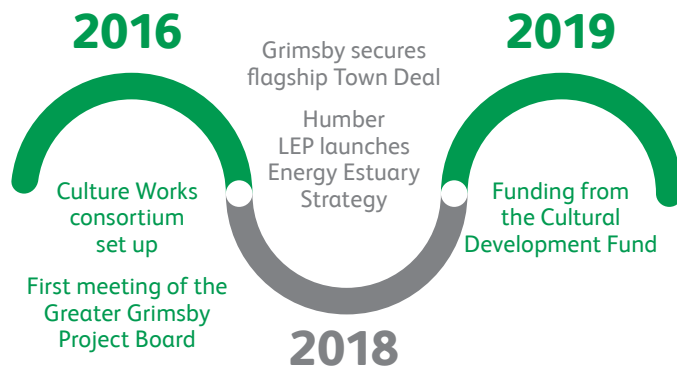 2016
Culture Works
consortium
set up
First meeting of the
Greater Grimsby
Project Board
Grimsby secures
flagship Town Deal
Humber
LEP launches
Energy Estuary
Strategy
2018
2019
Funding from
the Cultural
Development Fund